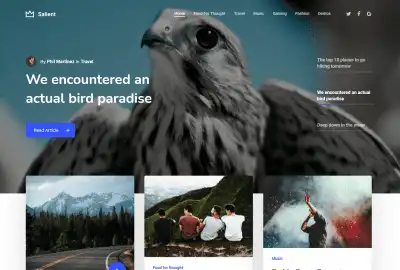 Salient
Home Food for Thought Travel Music Gaming Fashion Demos
By Phil Martinez in Travel
We encountered an
actual bird paradise
Read Article
The top 10 places to go
hiking tomorrow
We encountered an actual bird
paradise
Deep down in the
Food for thought
Music